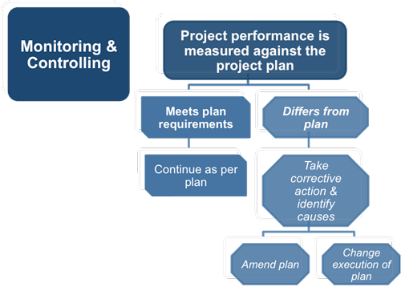 Monitoring &
Controlling
Project performance is
measured against the
project plan
Meets plan
requirements
Differs from
plan
Continue as per
plan
Take
corrective
action &
identify
causes
Amend plan
Change
execution of
plan